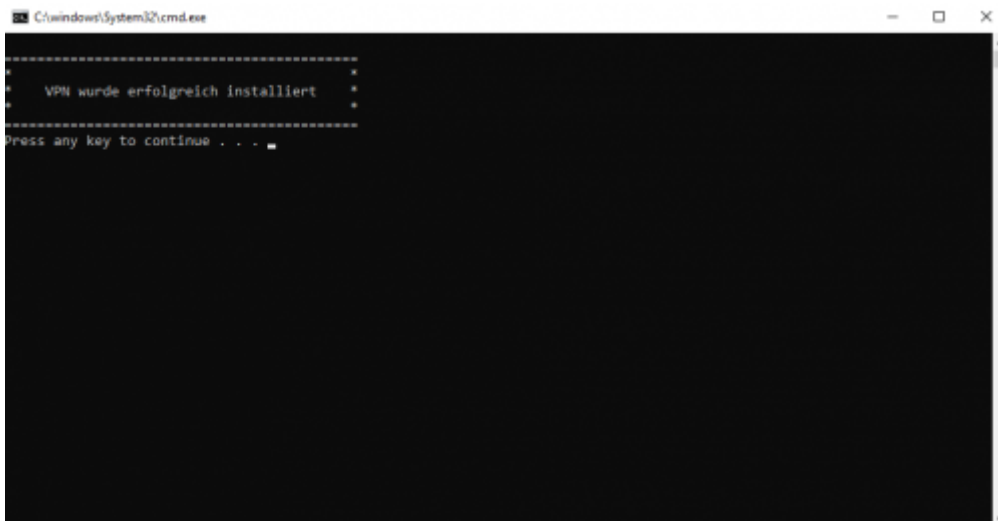 C:\windows\System32\cmd.exe
*********************************************
*                                           *
*    VPN wurde erfolgreich installiert    *
*                                           *
*********************************************
Press any key to continue . . .